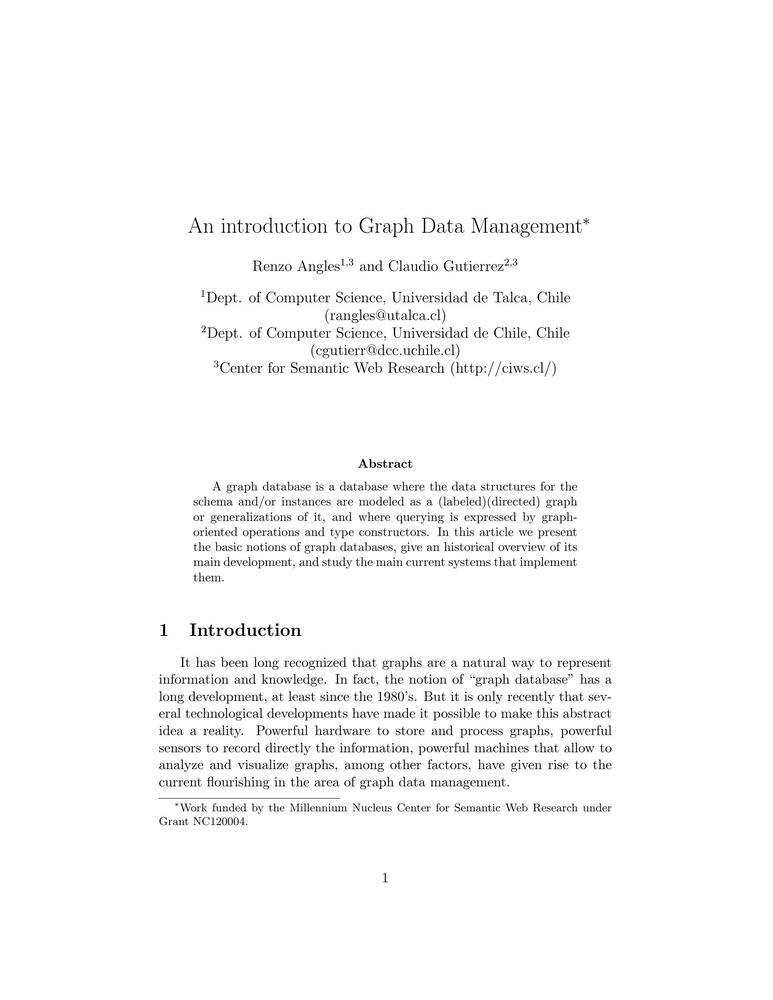 An introduction to Graph Data Management*
Renzo Angles1,3 and Claudio Gutierrez2,3
1Dept. of Computer Science, Universidad de Talca, Chile
(rangles@utalca.cl)
2Dept. of Computer Science, Universidad de Chile, Chile
(cgutierr@dcc.uchile.cl)
3Center for Semantic Web Research (http://ciws.cl/)
Abstract
A graph database is a database where the data structures for the
schema and/or instances are modeled as a (labeled)(directed) graph
or generalizations of it, and where querying is expressed by graph-
oriented operations and type constructors. In this article we present
the basic notions of graph databases, give an historical overview of its
main development, and study the main current systems that implement
them.
1 Introduction
It has been long recognized that graphs are a natural way to represent
information and knowledge. In fact, the notion of “graph database” has a
long development, at least since the 1980’s. But it is only recently that sev-
eral technological developments have made it possible to make this abstract
idea a reality. Powerful hardware to store and process graphs, powerful
sensors to record directly the information, powerful machines that allow to
analyze and visualize graphs, among other factors, have given rise to the
current flourishing in the area of graph data management.
*Work funded by the Millennium Nucleus Center for Semantic Web Research under
Grant NC120004.
1